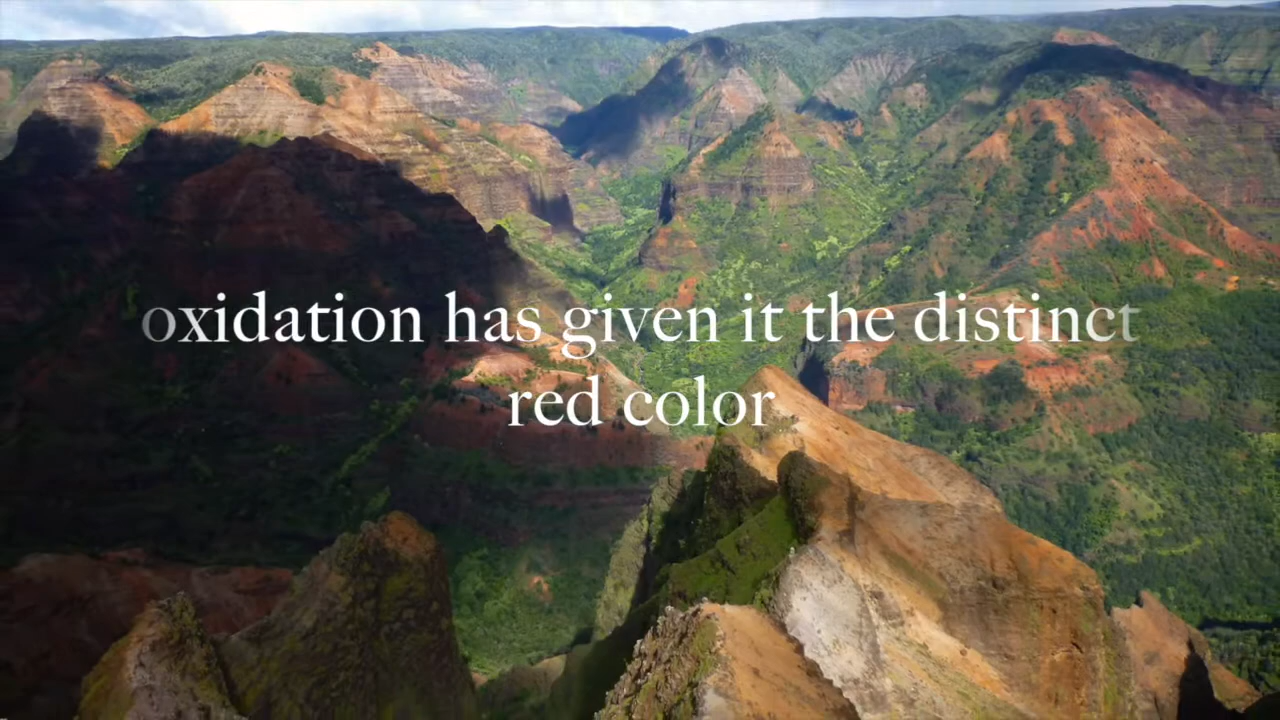 oxidation has given it the distinct
red color